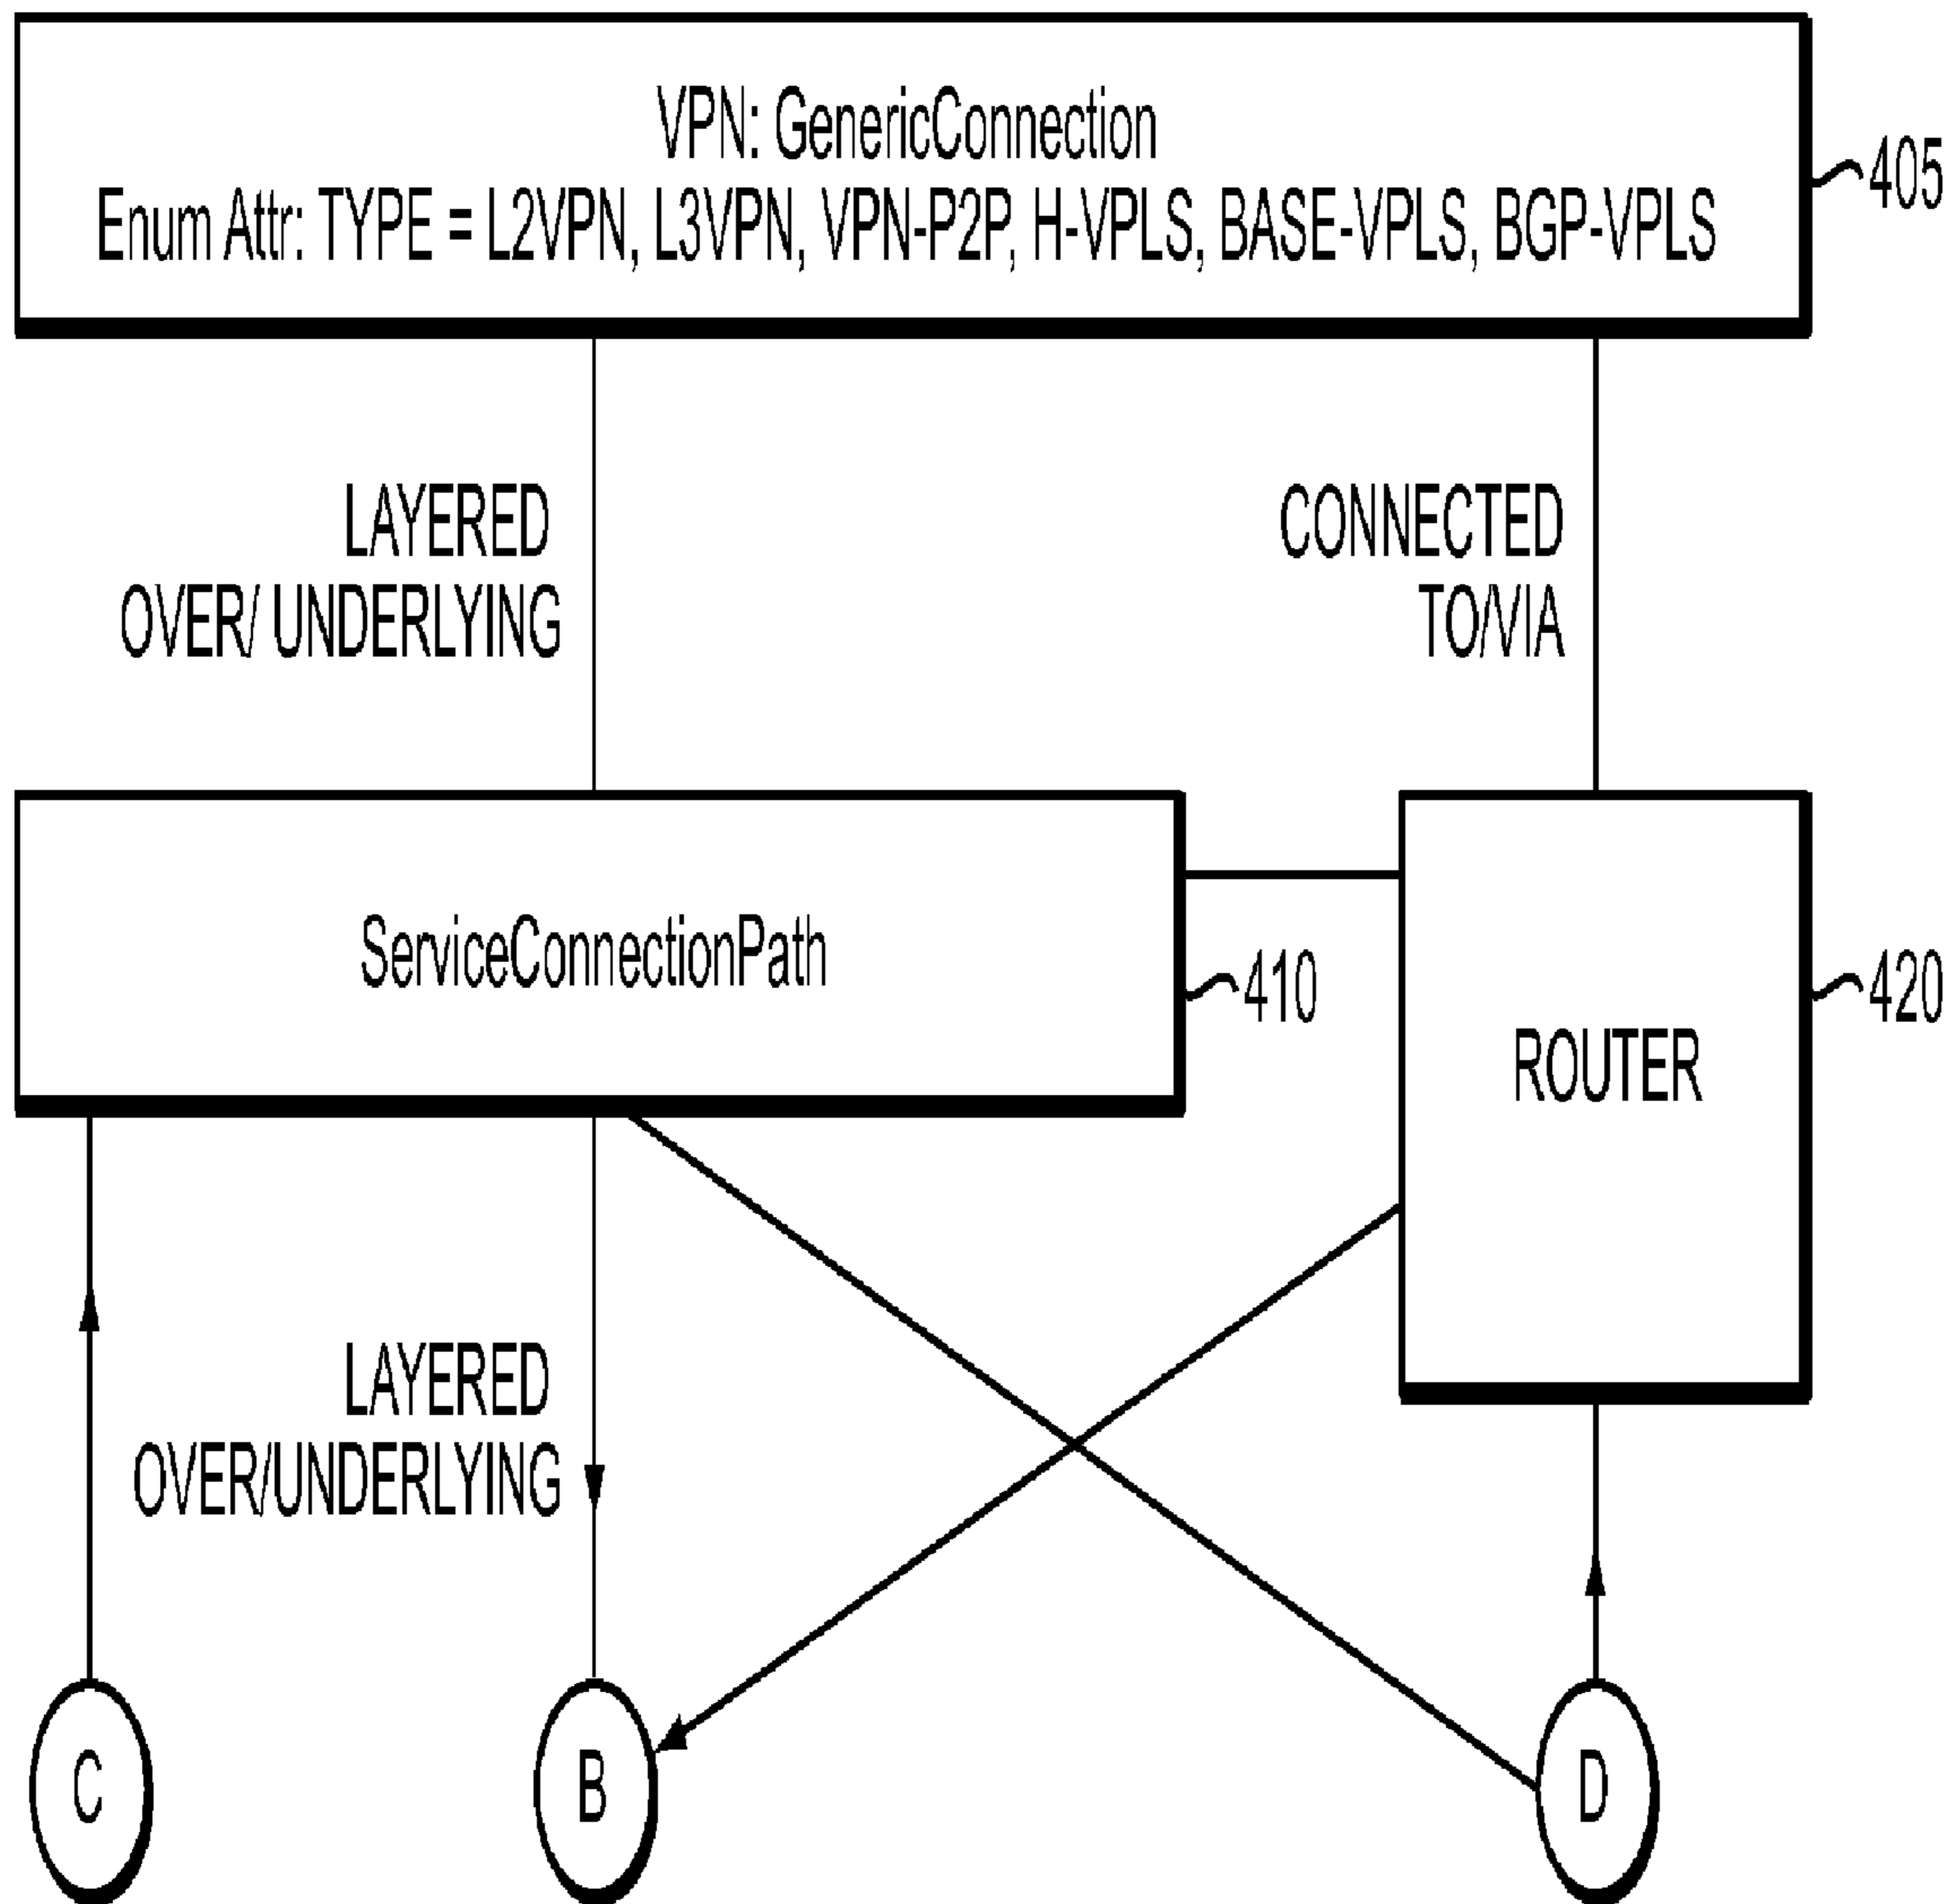 VPN: GenericConnection
Enum Attr: TYPE = L2VPN, L3VPN, VPN-P2P, H-VPLS, BASE-VPLS, BGP-VPLS
405
LAYERED
OVER/ UNDERLYING
CONNECTED
TO/VIA
ServiceConnectionPath
410
ROUTER
420
LAYERED
OVER/UNDERLYING
C
B
D